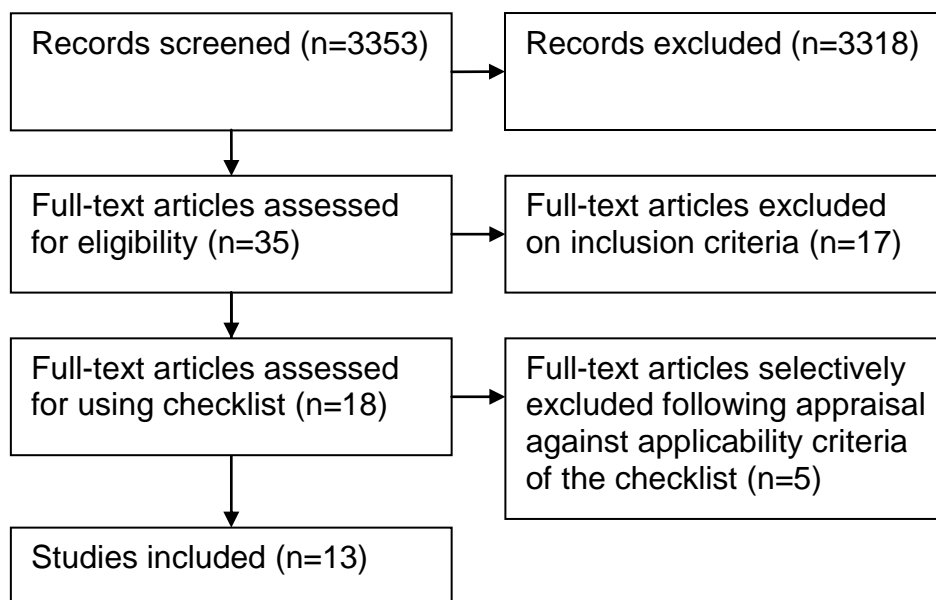 Records screened (n=3353)
Records excluded (n=3318)
Full-text articles assessed
for eligibility (n=35)
Full-text articles excluded
on inclusion criteria (n=17)
Full-text articles assessed
for using checklist (n=18)
Full-text articles selectively
excluded following appraisal
against applicability criteria
of the checklist (n=5)
Studies included (n=13)